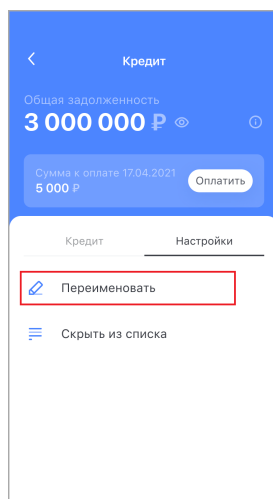 Кредит
Общая задолженность
3 000 000 ₽
Сумма к оплате 17.04.2021
5 000 ₽
Оплатить
Кредит Настройки
Переименовать
Скрыть из списка